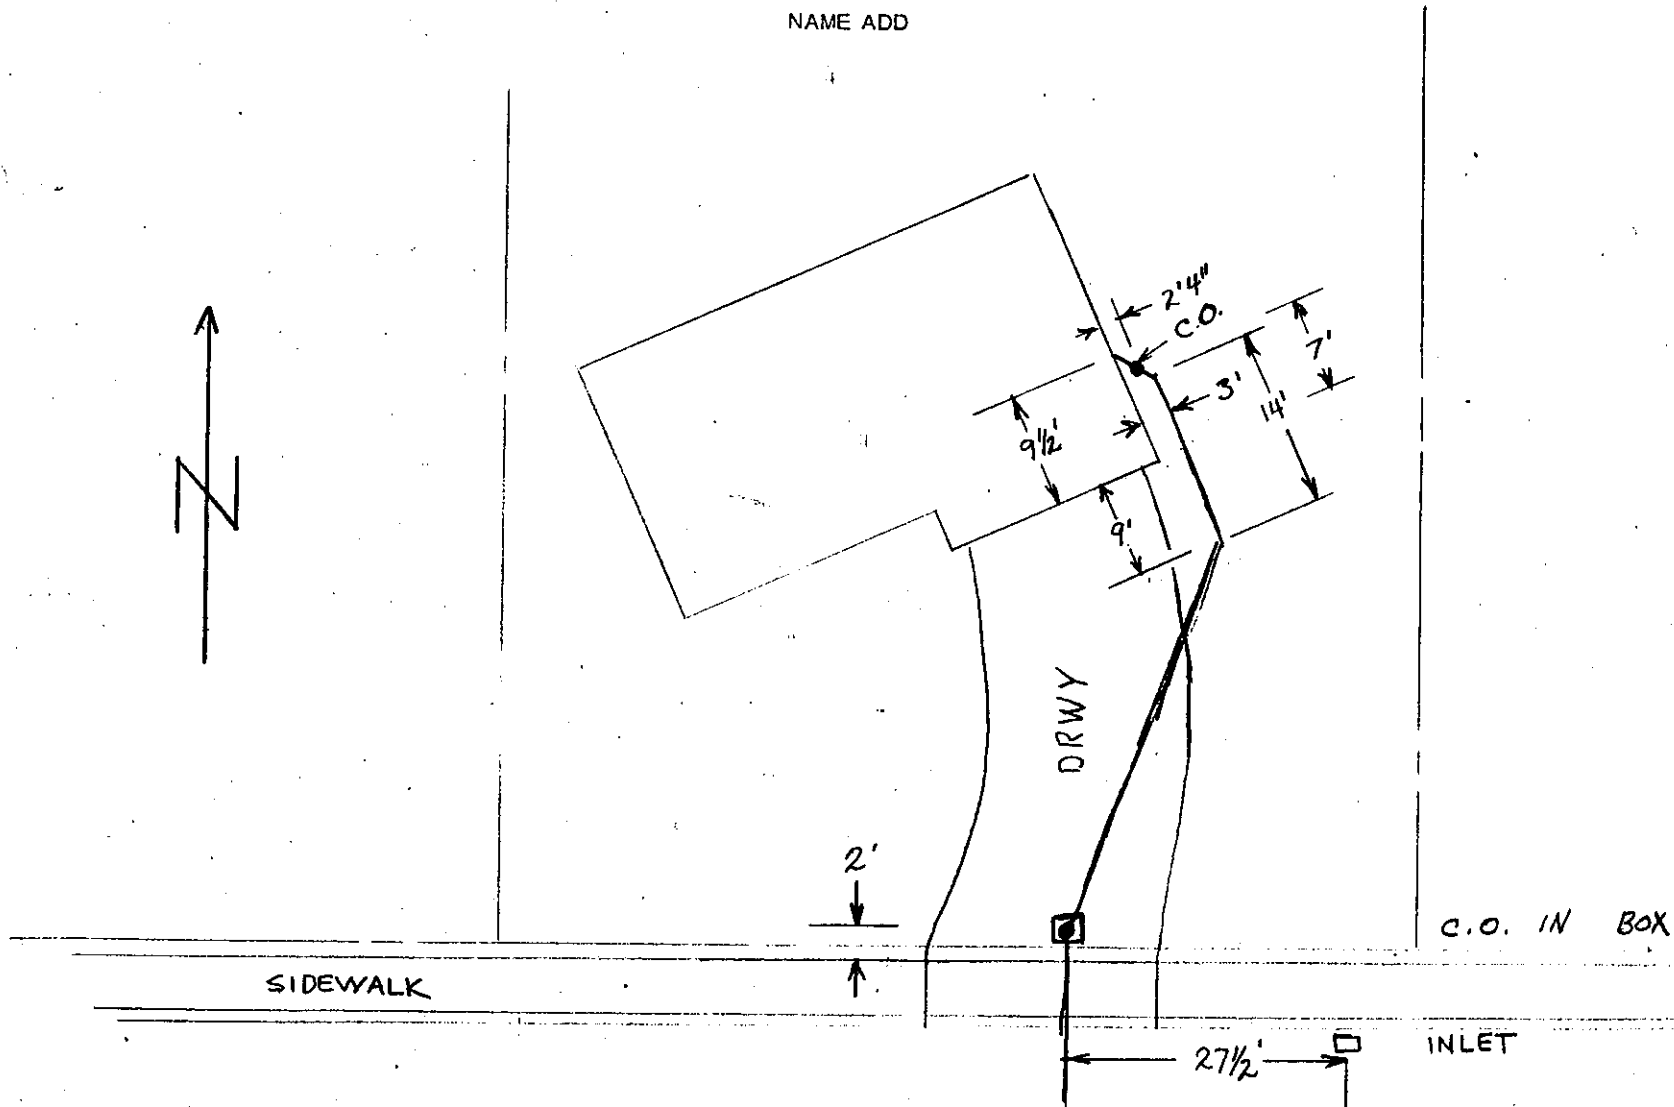 NAME ADD
2'4"
C.O.
7'
3'
14'
9½'
9'
N
DRWY
2'
C.O. IN BOX
SIDEWALK
INLET
27½'